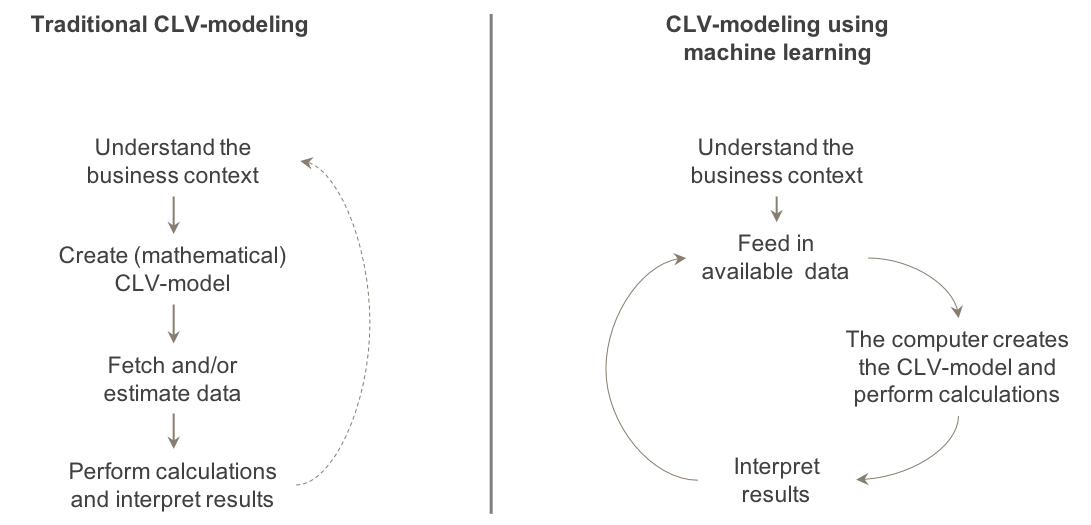 Traditional CLV-modeling
Understand the
business context
Create (mathematical)
CLV-model
Fetch and/or
estimate data
Perform calculations
and interpret results
CLV-modeling using
machine learning
Understand the
business context
Feed in
available data
The computer creates
the CLV-model and
perform calculations
Interpret
results